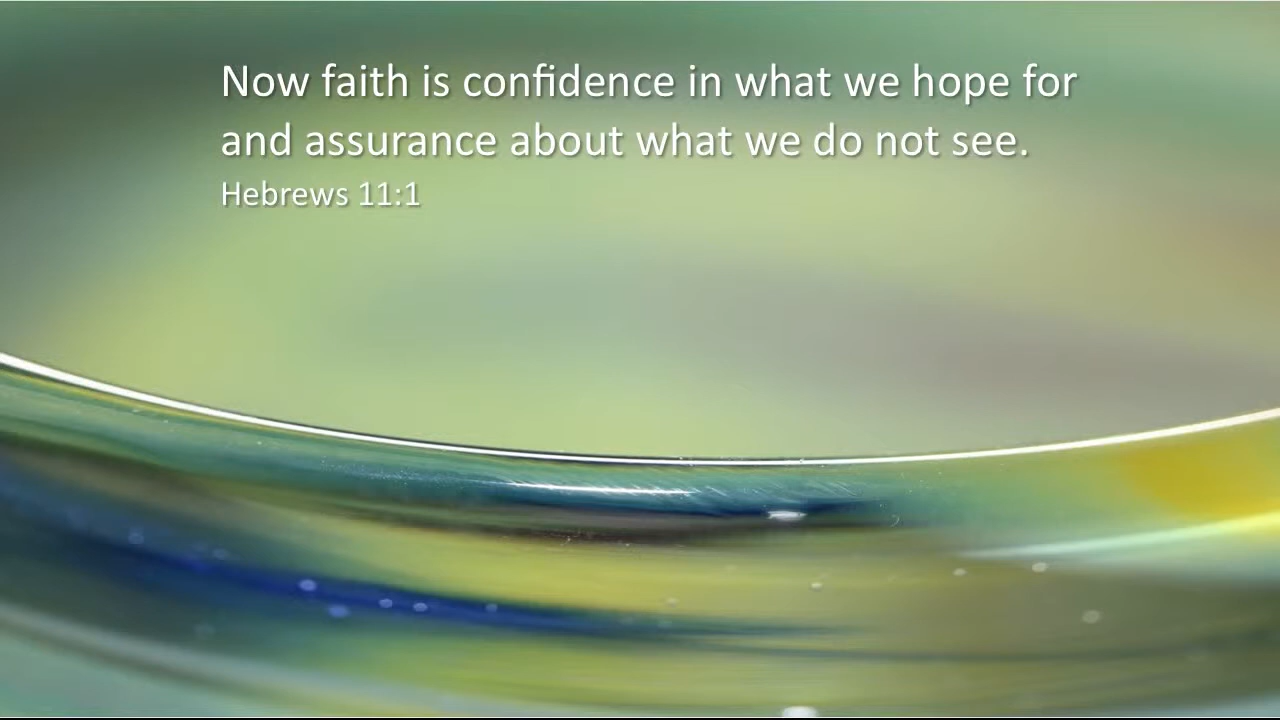 Now faith is confidence in what we hope for
and assurance about what we do not see.
Hebrews 11:1